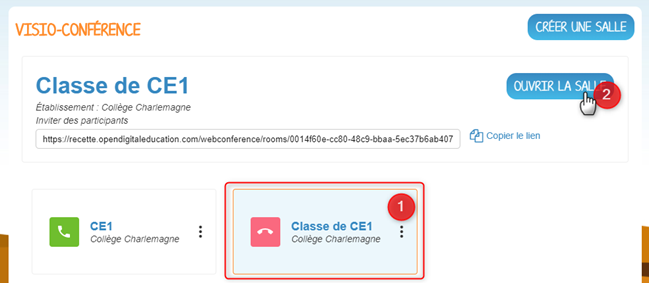 VISIO-CONFÉRENCE
CRÉER UNE SALLE
Classe de CE1
OUVRIR LA SALLE
2
Établissement : Collège Charlemagne
Inviter des participants
https://recette.opendigitaleducation.com/webconference/rooms/0014f60e-cc80-48c9-bbaa-5ec37b6ab407
Copier le lien
1
CE1
Collège Charlemagne
Classe de CE1
Collège Charlemagne